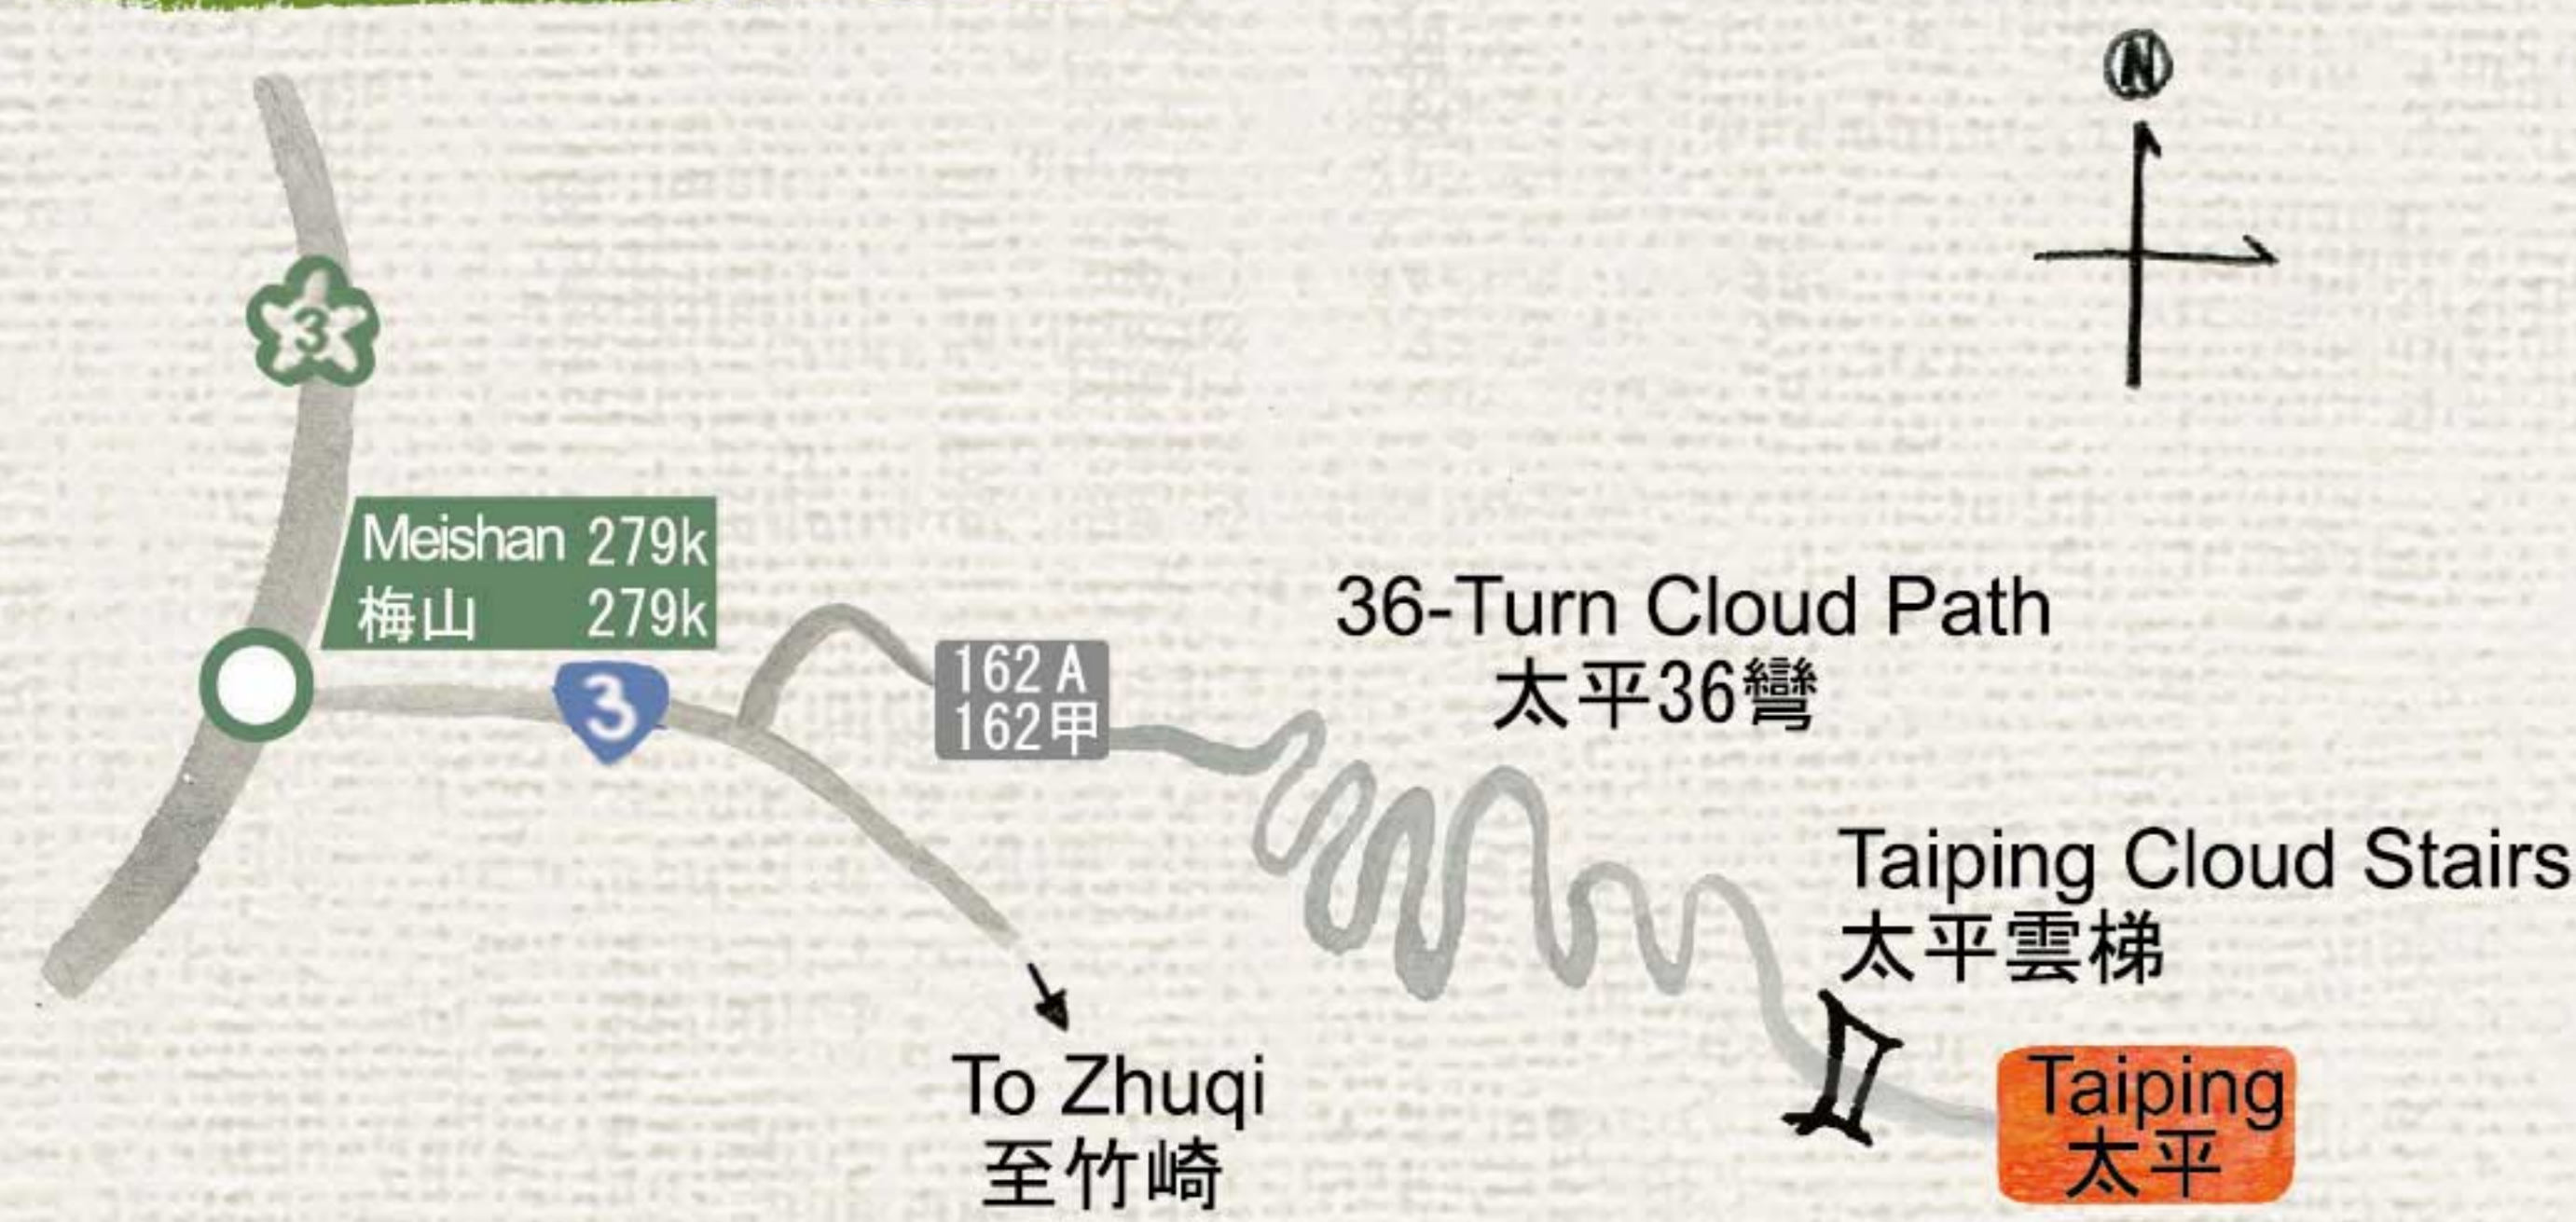 N
3
Meishan 279k
梅山 279k
3
162 A
162甲
36-Turn Cloud Path
太平36彎
Taiping Cloud Stairs
太平雲梯
To Zhuqi
至竹崎
Taiping
太平